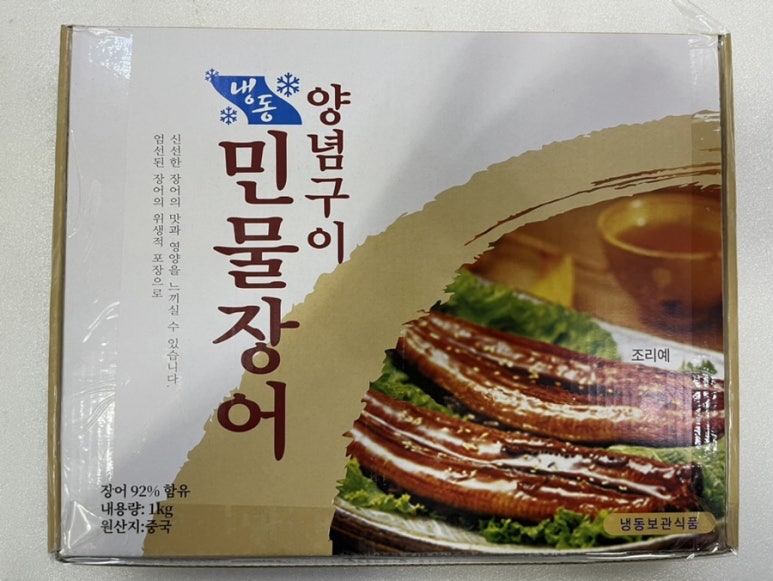 냉동
양념구이
민물장어
신선한 장어의 맛과 영양을 느끼실 수 있습니다.
엄선된 장어의 위생적 포장으로
조리예
장어 92% 함유
내용량: 1kg
원산지:중국
냉동보관식품